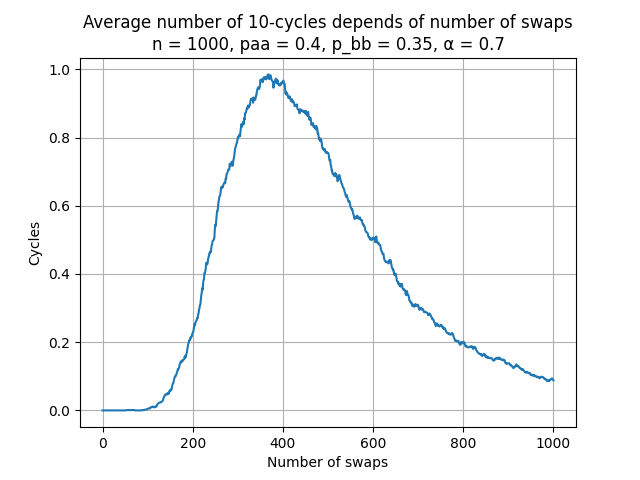 Average number of 10-cycles depends of number of swaps
n = 1000, paa = 0.4, p_bb = 0.35, α = 0.7
1.0
0.8
0.6
0.4
0.2
0.0
Cycles
0 200 400 600 800 1000
Number of swaps